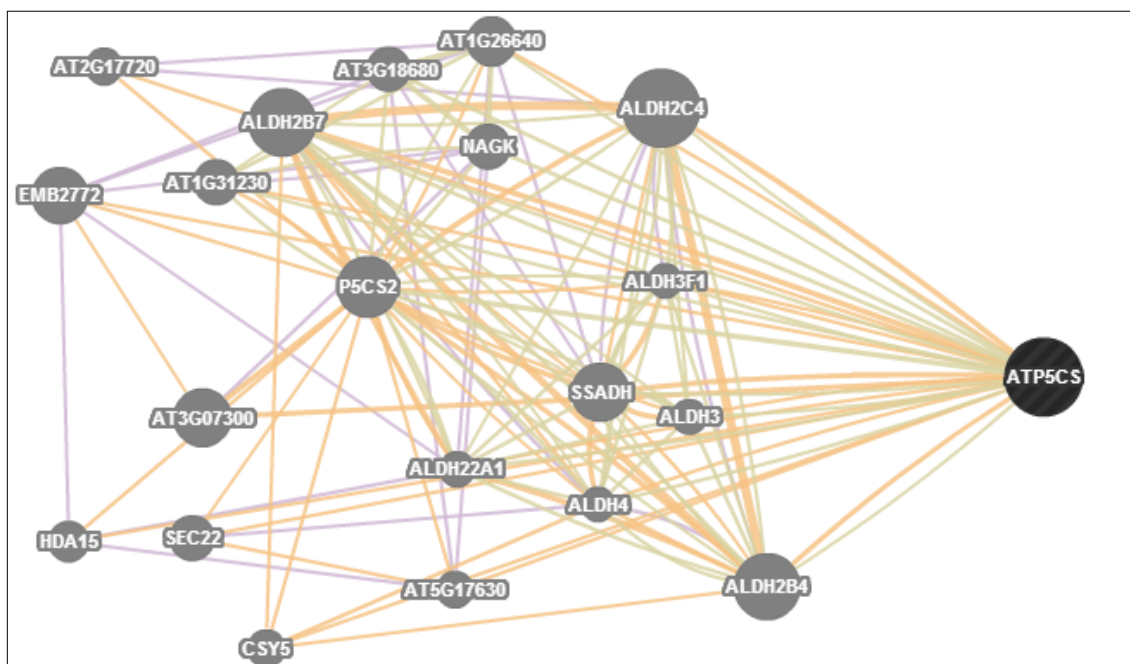 AT1G26640
AT2G17720
AT3G18680
ALDH2C4
ALDH2B7
NAGK
AT1G31230
EMB2772
ALDH3F1
P5CS2
ATP5CS
SSADH
ALDH3
AT3G07300
ALDH22A1
ALDH4
HDA15
SEC22
AT5G17630
ALDH2B4
CSY5